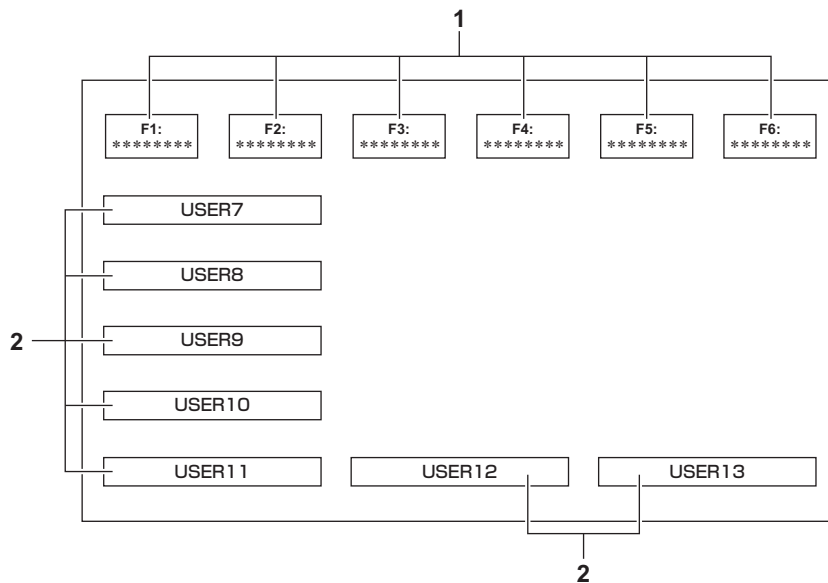 1
F1: F2: F3: F4: F5: F6:
******** ******** ******** ******** ******** ********
USER7
USER8
2 USER9
USER10
USER11 USER12 USER13
2